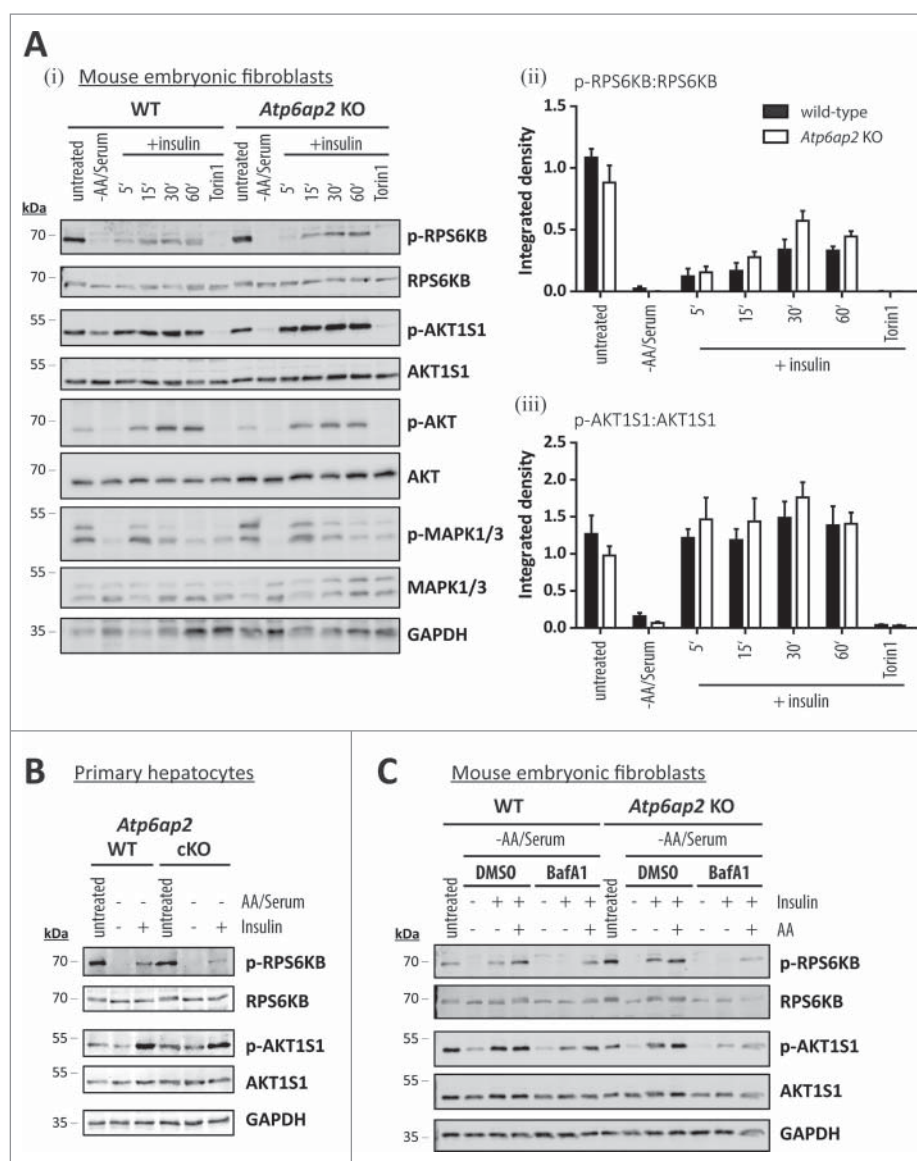 A
(i) Mouse embryonic fibroblasts
WT Atp6ap2 KO
+insulin +insulin
untreated -AA/Serum 5' 15' 30' 60' Torin1 untreated -AA/Serum 5' 15' 30' 60' Torin1
kDa
70 p-RPS6KB
70 RPS6KB
55 p-AKT1S1
55 AKT1S1
70 p-AKT
70 AKT
55 p-MAPK1/3
55 MAPK1/3
35 GAPDH
(ii) p-RPS6KB:RPS6KB
wild-type
Atp6ap2 KO
Integrated density
1.5
1.0
0.5
0.0
untreated -AA/Serum 5' 15' 30' 60' Torin1
+ insulin
(iii) p-AKT1S1:AKT1S1
Integrated density
2.5
2.0
1.5
1.0
0.5
0.0
untreated -AA/Serum 5' 15' 30' 60' Torin1
+ insulin
B Primary hepatocytes
Atp6ap2
WT cKO
untreated - - untreated - - AA/Serum
- + - + Insulin
kDa
70 p-RPS6KB
70 RPS6KB
55 p-AKT1S1
55 AKT1S1
35 GAPDH
C Mouse embryonic fibroblasts
WT Atp6ap2 KO
-AA/Serum -AA/Serum
untreated DMSO BafA1 untreated DMSO BafA1
- + + - + + - + + - + + Insulin
- - + - - + - - + - - + AA
kDa
70 p-RPS6KB
70 RPS6KB
55 p-AKT1S1
55 AKT1S1
35 GAPDH